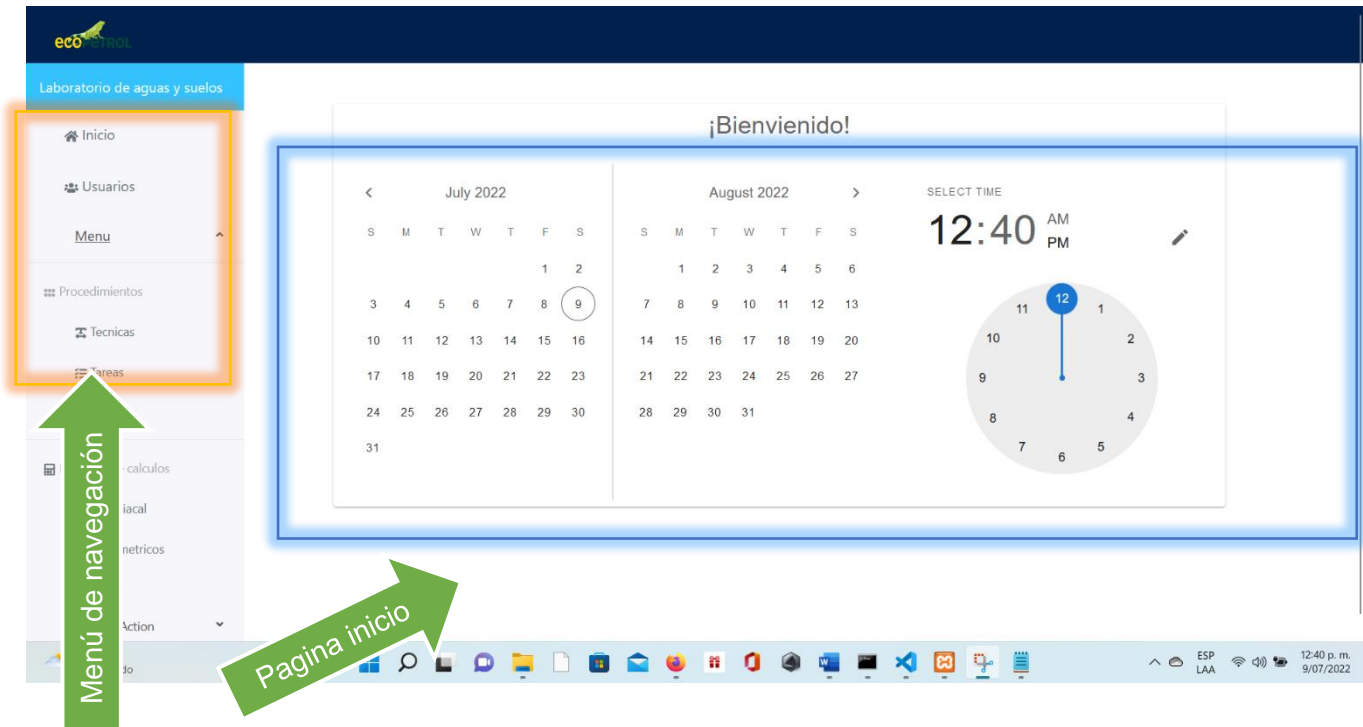 ecoPETROL
Laboratorio de aguas y suelos
Inicio
Usuarios
Menu
Procedimientos
Tecnicas
Tareas
calculos
Action
Menú de navegación
Pagina inicio
¡Bienvienido!
July 2022
S M T W T F S
1 2
3 4 5 6 7 8 9
10 11 12 13 14 15 16
17 18 19 20 21 22 23
24 25 26 27 28 29 30
31
August 2022
S M T W T F S
1 2 3 4 5 6
7 8 9 10 11 12 13
14 15 16 17 18 19 20
21 22 23 24 25 26 27
28 29 30 31
SELECT TIME
12:40 AM
PM
12
11 1
10 2
9 3
8 4
7 5
6
ESP
LAA
12:40 p. m.
9/07/2022